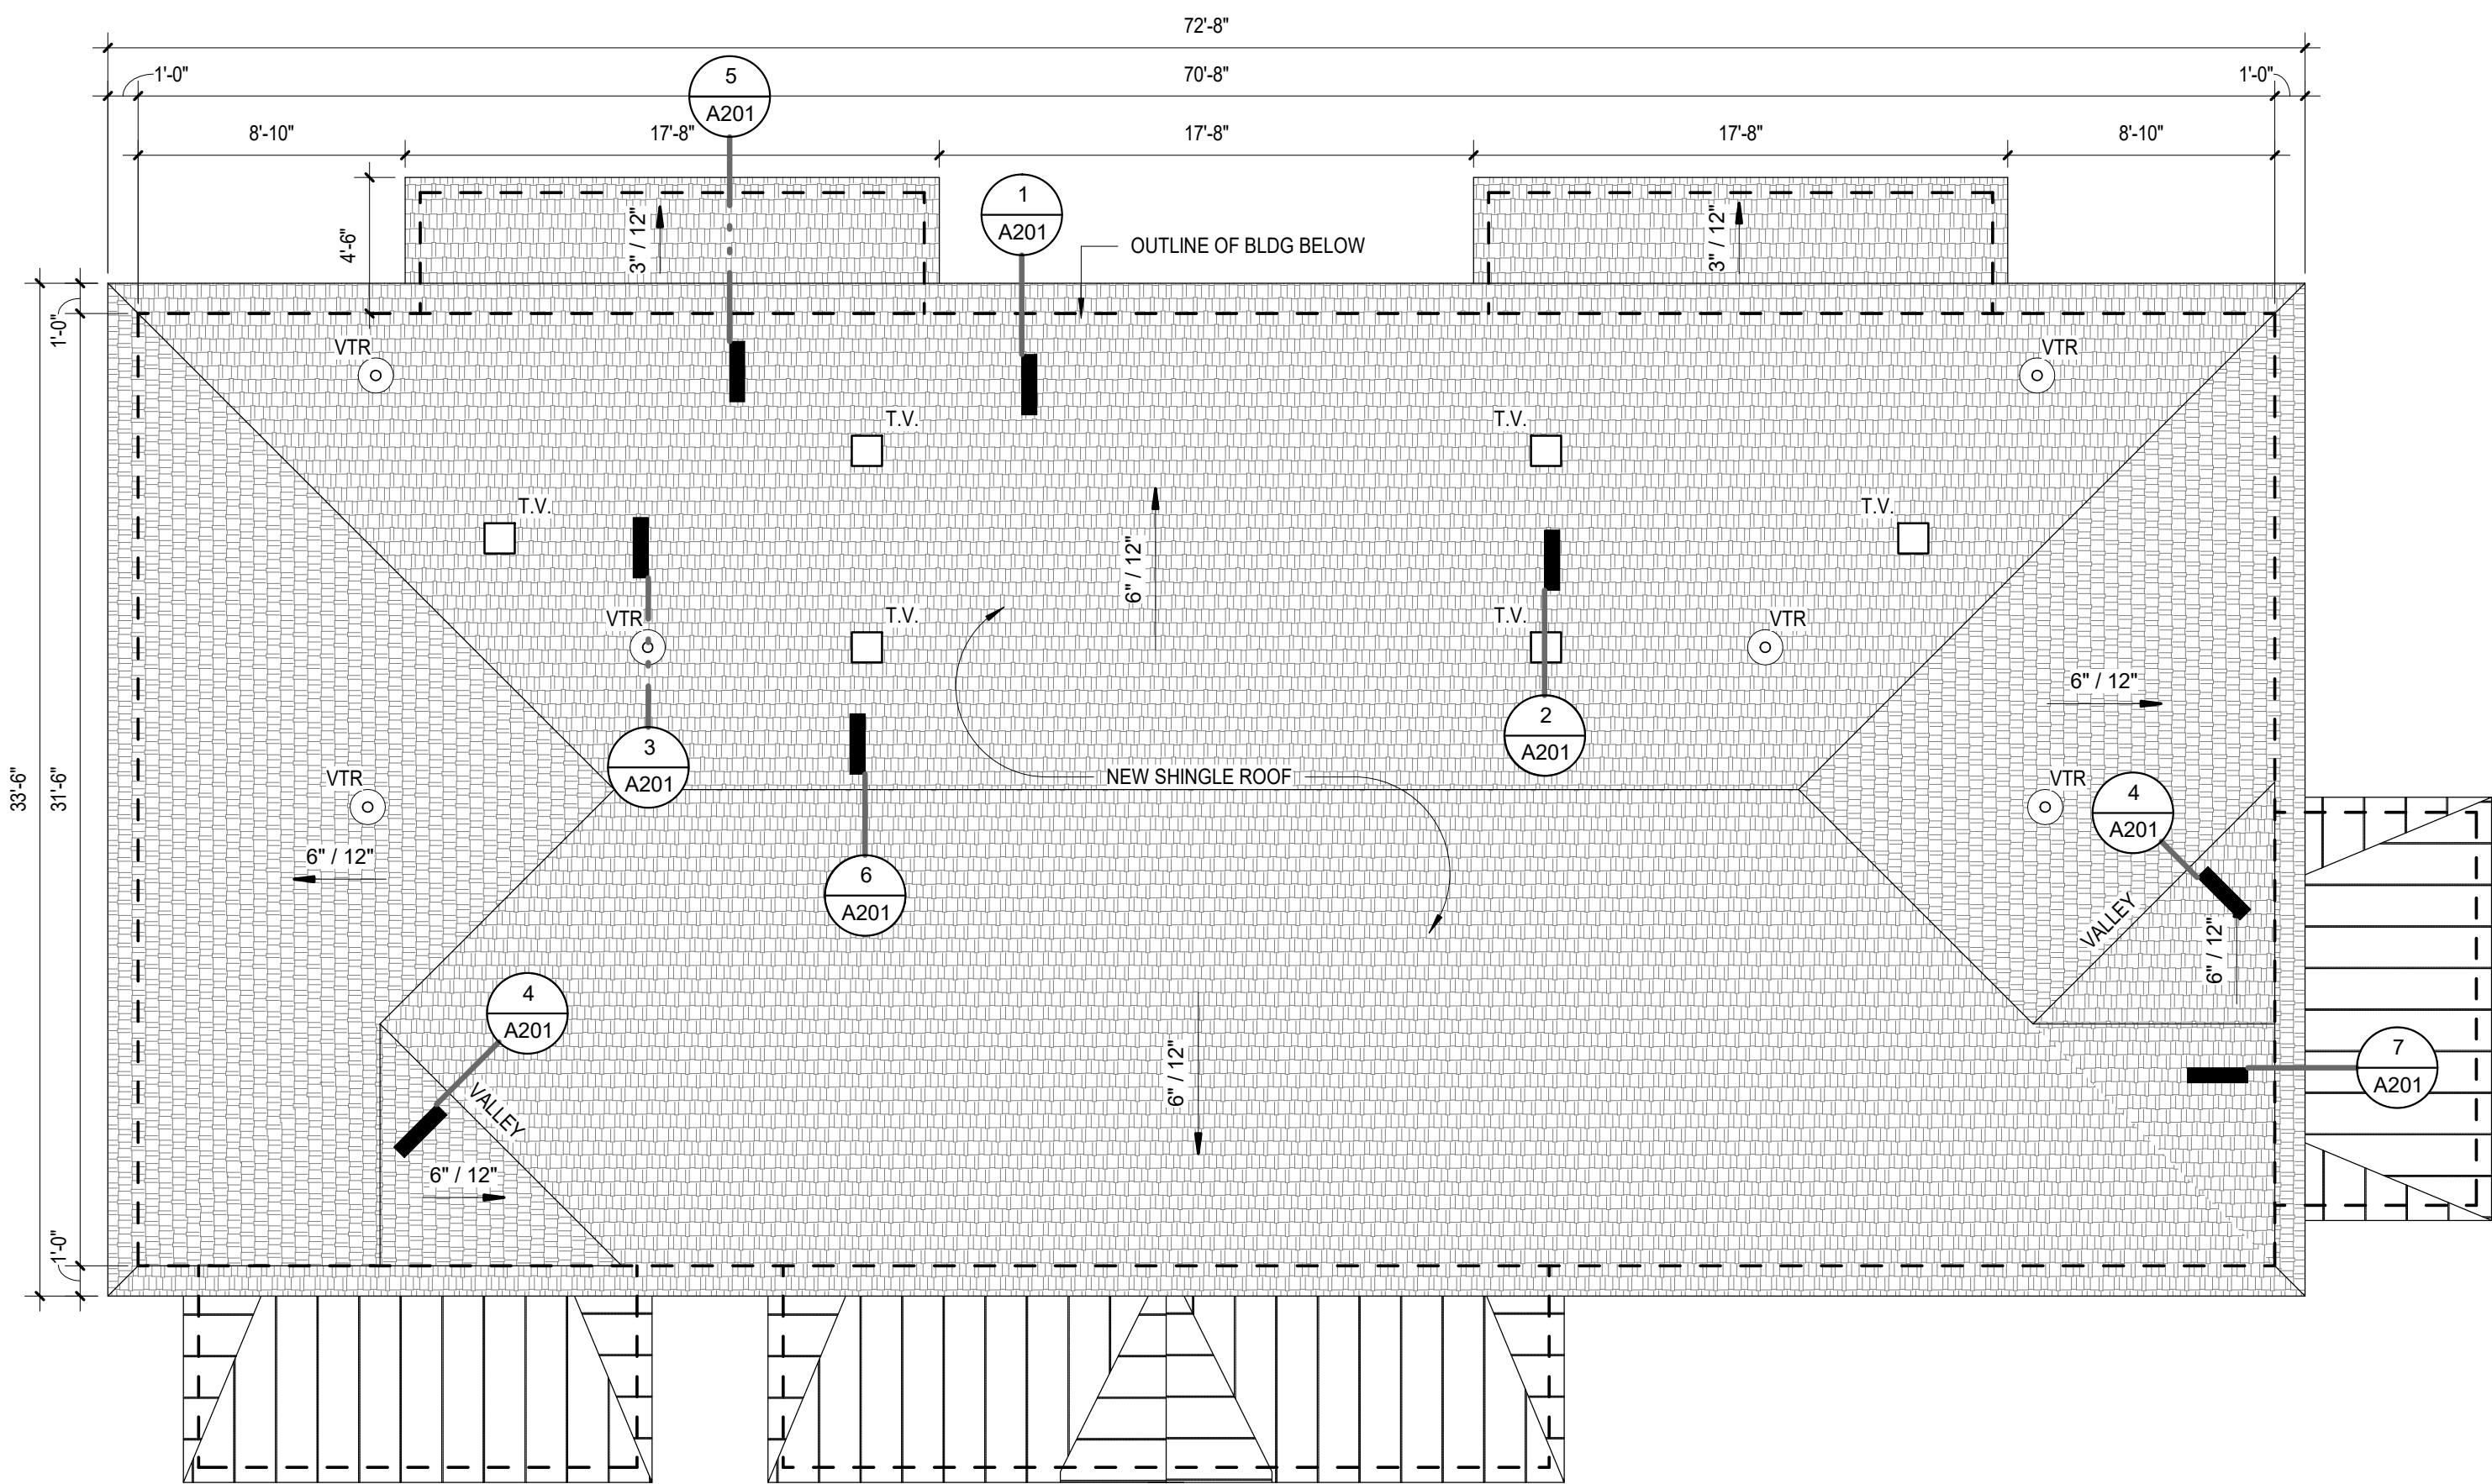 72'-8"
1'-0"
70'-8"
1'-0"
5
A201
8'-10"
17'-8"
17'-8"
17'-8"
8'-10"
1
A201
4'-6"
3" / 12"
OUTLINE OF BLDG BELOW
3" / 12"
1'-0"
VTR
VTR
T.V.
T.V.
T.V.
T.V.
6" / 12"
VTR
T.V.
T.V.
VTR
6" / 12"
2
A201
3
A201
NEW SHINGLE ROOF
33'-6"
31'-6"
VTR
VTR
4
A201
6" / 12"
6
A201
VALLEY
6" / 12"
4
A201
6" / 12"
7
A201
VALLEY
6" / 12"
1'-0"